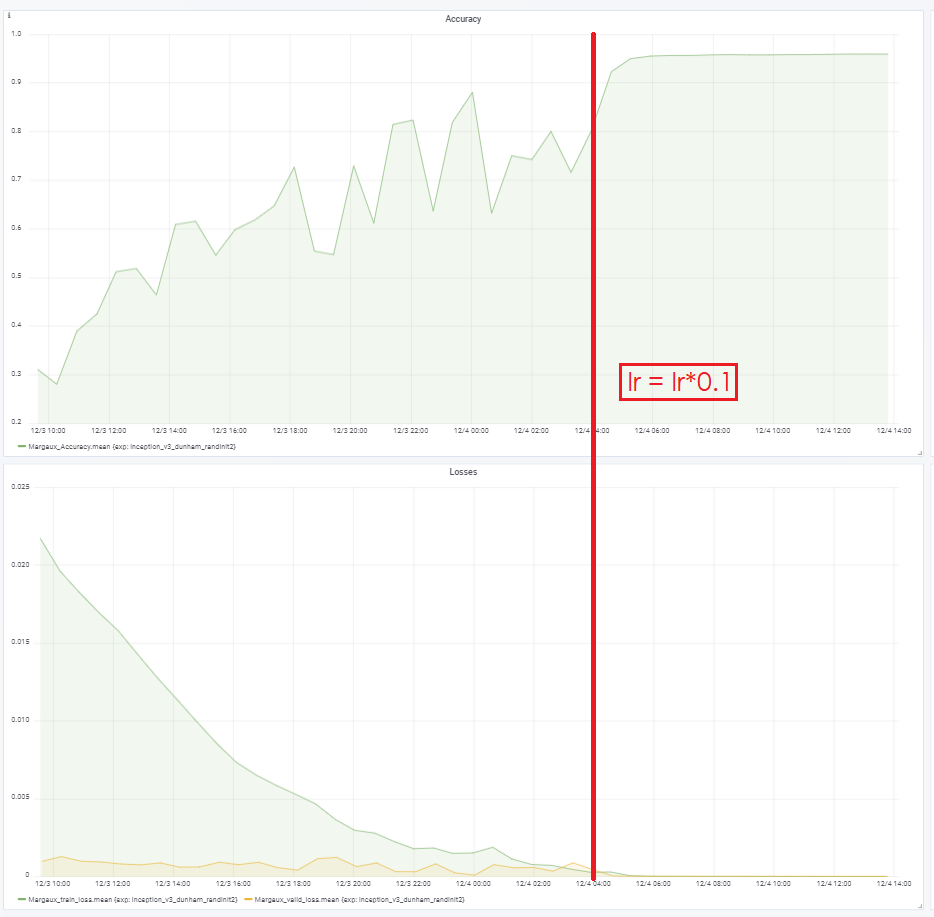 i
Accuracy
1.0
0.9
0.8
0.7
0.6
0.5
0.4
0.3
0.2
12/3 10:00 12/3 12:00 12/3 14:00 12/3 16:00 12/3 18:00 12/3 20:00 12/3 22:00 12/4 00:00 12/4 02:00 12/4 06:00 12/4 08:00 12/4 10:00 12/4 12:00 12/4 14:00
lr = lr*0.1
Margaux_Accuracy.mean {exp: Inception_v3_dunham_randinit2}
Losses
0.025
0.020
0.015
0.010
0.005
0
12/3 10:00 12/3 12:00 12/3 14:00 12/3 16:00 12/3 18:00 12/3 20:00 12/3 22:00 12/4 00:00 12/4 02:00 12/4 04:00 12/4 06:00 12/4 08:00 12/4 10:00 12/4 12:00 12/4 14:00
Margaux_train_loss.mean {exp: Inception_v3_dunham_randinit2} Margaux_valid_loss.mean {exp: Inception_v3_dunham_randinit2}